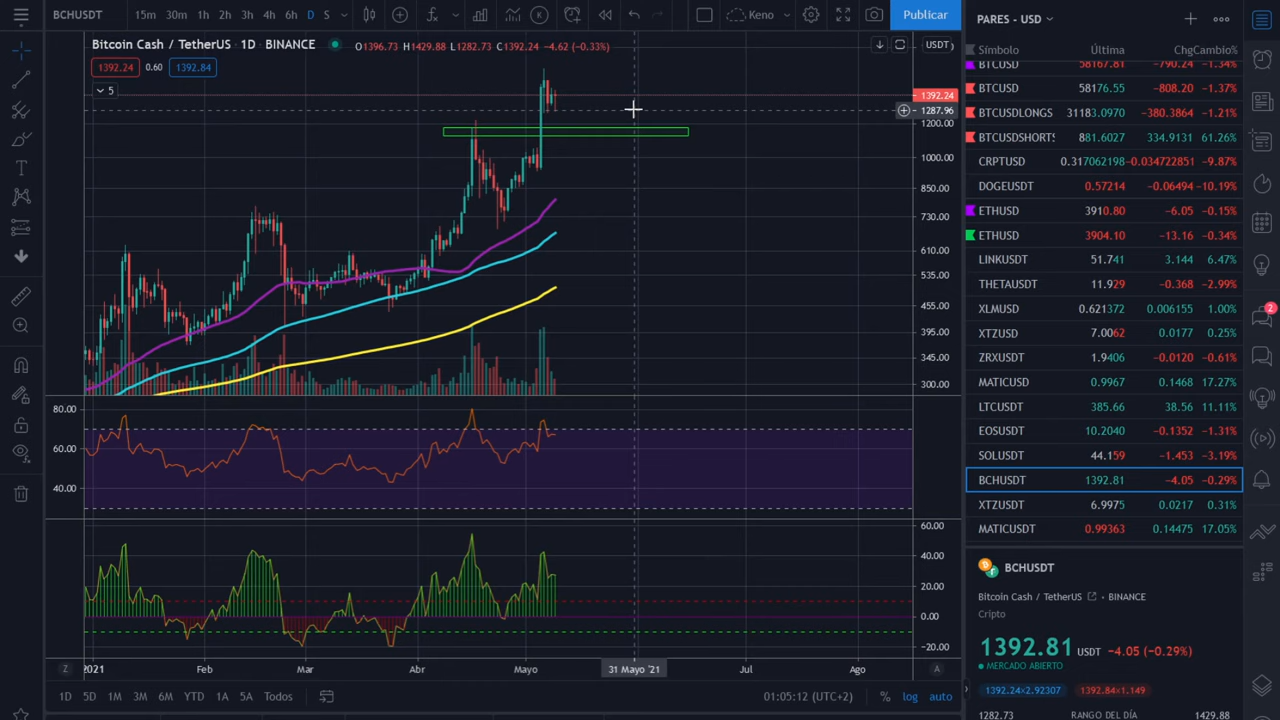 BCHUSDT 15m 30m 1h 2h 3h 4h 6h D S Keno Publicar
Bitcoin Cash / TetherUS · 1D · BINANCE O1396.73 H1429.88 L1282.73 C1392.24 −4.62 (−0.33%) USDT
1392.24 0.60 1392.84
5
1392.24
1287.96
1200.00
1000.00
850.00
730.00
610.00
535.00
455.00
395.00
345.00
300.00
80.00
60.00
40.00
60.00
40.00
20.00
0.00
−20.00
Z 2021 Feb Mar Abr Mayo 31 Mayo '21 Jul Ago A
1D 5D 1M 3M 6M YTD 1A 5A Todos 01:05:12 (UTC+2) % log auto
PARES - USD
Símbolo Última ChgCambio%
BTCUSD 58167.81 −790.24 −1.34%
BTCUSD 58176.55 −808.20 −1.37%
BTCUSDLONGS 31183.0970 −380.3864 −1.21%
BTCUSDSHORTS 881.6027 334.9131 61.26%
CRPTUSD 0.317062198 −0.034722851 −9.87%
DOGEUSDT 0.57214 −0.06494 −10.19%
ETHUSD 3910.80 −6.05 −0.15%
ETHUSD 3904.10 −13.16 −0.34%
LINKUSDT 51.741 3.144 6.47%
THETAUSDT 11.929 −0.368 −2.99%
XLMUSD 0.621372 0.006155 1.00%
XTZUSD 7.0062 0.0177 0.25%
ZRXUSDT 1.9406 −0.0120 −0.61%
MATICUSD 0.9967 0.1468 17.27%
LTCUSDT 385.66 38.56 11.11%
EOSUSDT 10.2040 −0.1352 −1.31%
SOLUSDT 44.159 −1.453 −3.19%
BCHUSDT 1392.81 −4.05 −0.29%
XTZUSDT 6.9975 0.0217 0.31%
MATICUSDT 0.99363 0.14475 17.05%
BCHUSDT
Bitcoin Cash / TetherUS · BINANCE
Cripto
1392.81 USDT −4.05 (−0.29%)
MERCADO ABIERTO
1392.24×2.92307 1392.84×1.149
1282.73 RANGO DEL DÍA 1429.88
2